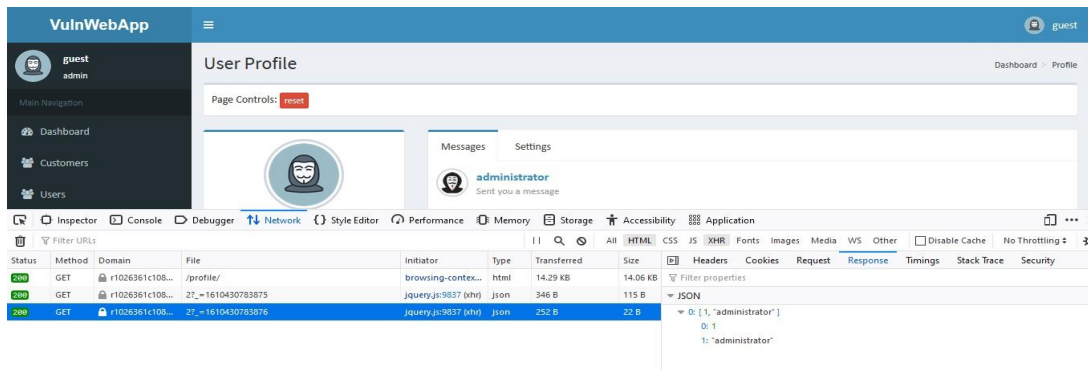 VulnWebApp
guest
guest
admin
User Profile
Dashboard > Profile
Main Navigation
Page Controls: reset
Dashboard
Customers
Users
Messages Settings
administrator
Sent you a message
Inspector Console Debugger Network {} Style Editor Performance Memory Storage Accessibility Application
Filter URLs
All HTML CSS JS XHR Fonts Images Media WS Other Disable Cache No Throttling
Status Method Domain File Initiator Type Transferred Size
Headers Cookies Request Response Timings Stack Trace Security
200 GET r1026361c108... /profile/ browsing-contex... html 14.29 KB 14.06 KB
Filter properties
200 GET r1026361c108... 2?_=1610430783875 jquery.js:9837 (xhr) json 346 B 115 B
JSON
200 GET r1026361c108... 2?_=1610430783876 jquery.js:9837 (xhr) json 252 B 22 B
0: [ 1, "administrator" ]
0: 1
1: "administrator"